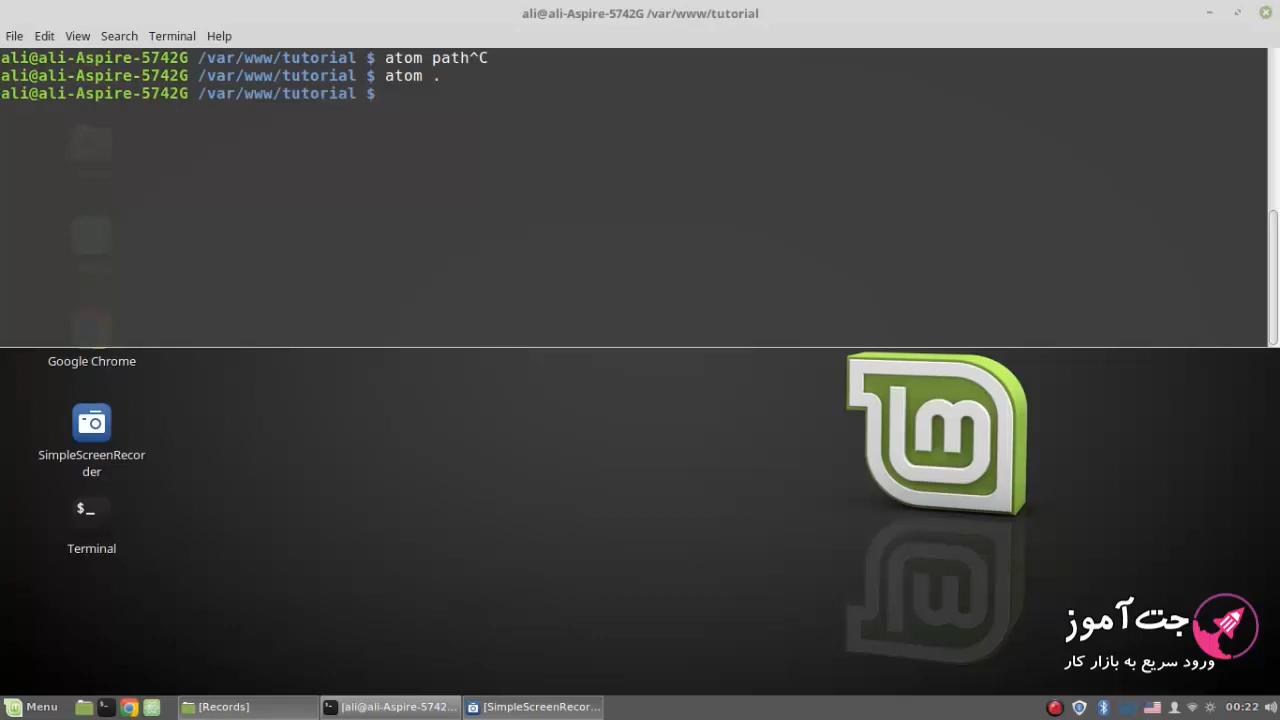 ali@ali-Aspire-5742G /var/www/tutorial
File Edit View Search Terminal Help
ali@ali-Aspire-5742G /var/www/tutorial $ atom path^C
ali@ali-Aspire-5742G /var/www/tutorial $ atom .
ali@ali-Aspire-5742G /var/www/tutorial $
Google Chrome
SimpleScreenRecor
der
$_
Terminal
جت‌آموز
ورود سریع به بازار کار
Menu [Records] [ali@ali-Aspire-5742... [SimpleScreenRecor... 00:22